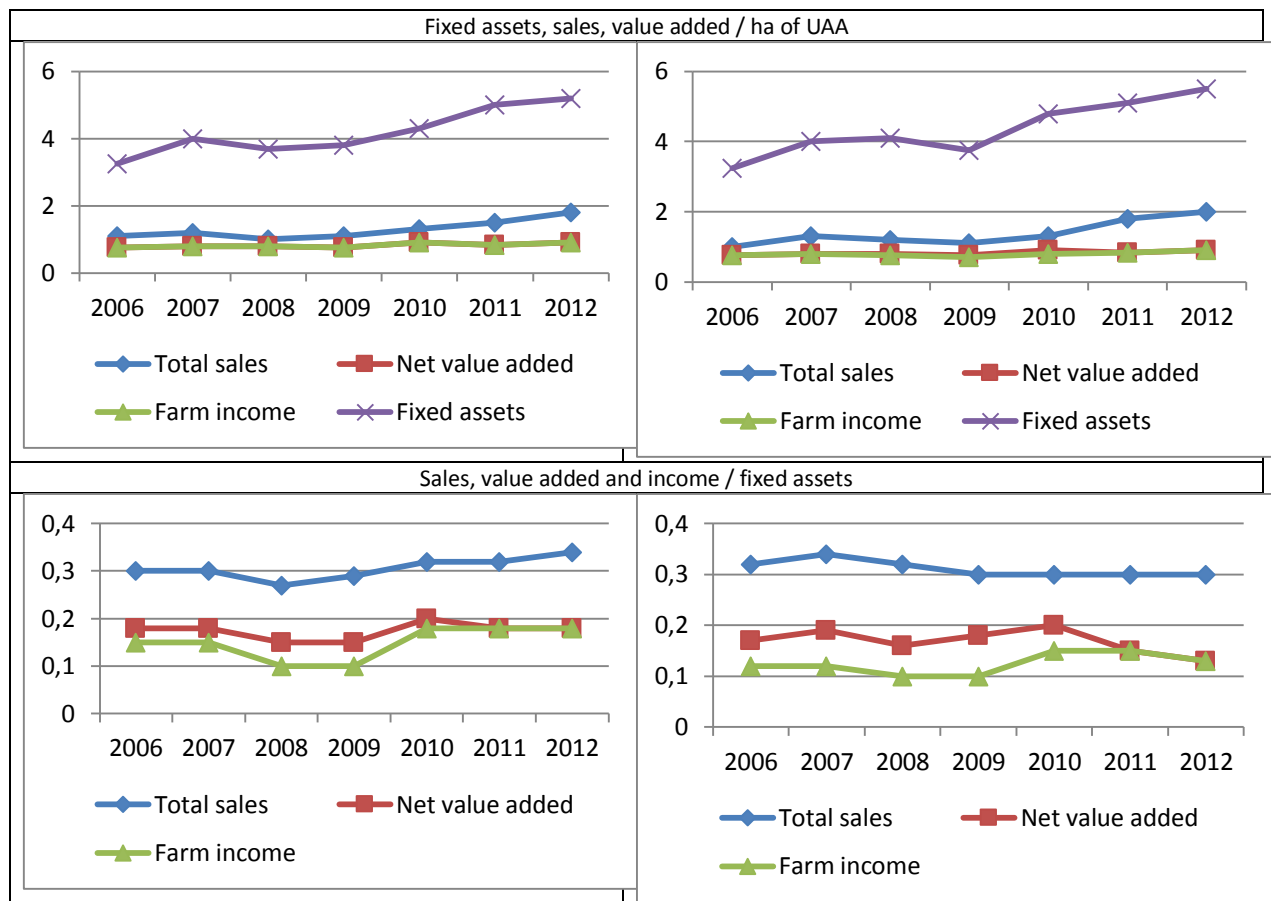 Fixed assets, sales, value added / ha of UAA
6
4
2
0
2006 2007 2008 2009 2010 2011 2012
Total sales Net value added
Farm income Fixed assets
6
4
2
0
2006 2007 2008 2009 2010 2011 2012
Total sales Net value added
Farm income Fixed assets
Sales, value added and income / fixed assets
0,4
0,3
0,2
0,1
0
2006 2007 2008 2009 2010 2011 2012
Total sales Net value added
Farm income
0,4
0,3
0,2
0,1
0
2006 2007 2008 2009 2010 2011 2012
Total sales Net value added
Farm income